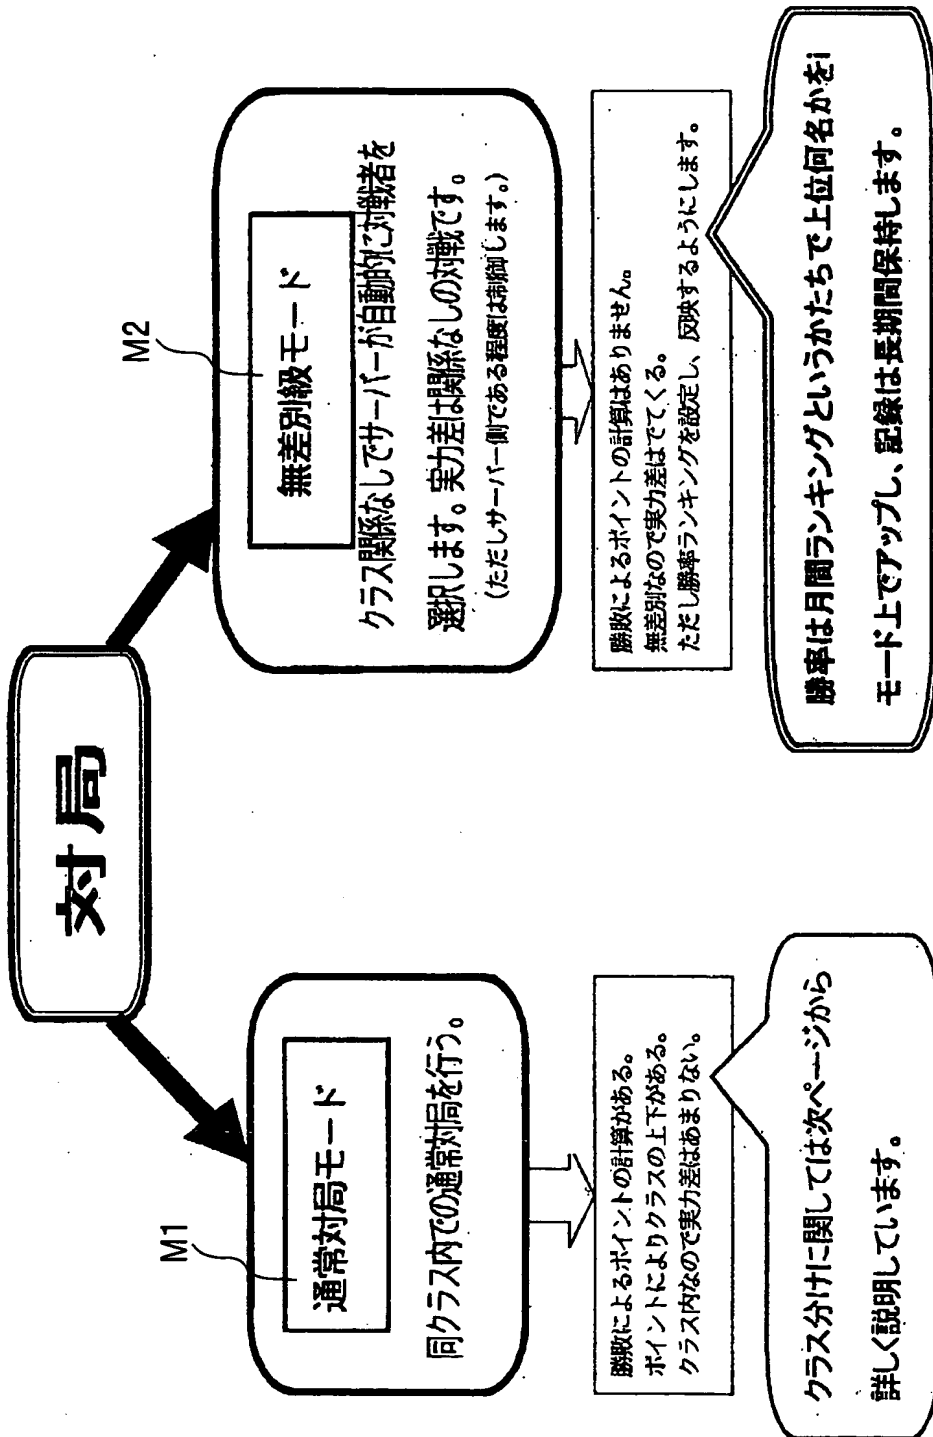 対局
M1
通常対局モード
同クラス内での通常対局を行う。
勝敗によるポイントの計算がある。
ポイントによりクラスの上下がある。
クラス内なので実力差はあまりない。
クラス分けに関しては次ページから
詳しく説明しています。
M2
無差別級モード
クラス関係なしでサーバーが自動的に対戦者を
選択します。実力差は関係なしの対戦です。
(ただしサーバー側である程度は制御します。)
勝敗によるポイントの計算はありません。
無差別なので実力差はでてくる。
ただし勝率ランキングを設定し、反映するようにします。
勝率は月間ランキングというかたちで上位何名かをi
モード上でアップし、記録は長期間保持します。